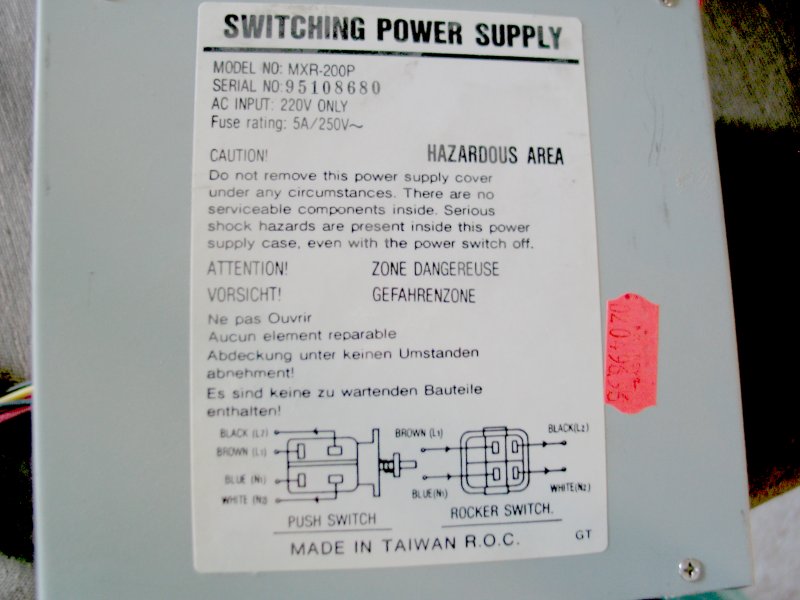 SWITCHING POWER SUPPLY
MODEL NO: MXR-200P
SERIAL NO: 95108680
AC INPUT: 220V ONLY
Fuse rating: 5A/250V~
CAUTION! HAZARDOUS AREA
Do not remove this power supply cover
under any circumstances. There are no
serviceable components inside. Serious
shock hazards are present inside this power
supply case, even with the power switch off.
ATTENTION! ZONE DANGEREUSE
VORSICHT! GEFAHRENZONE
Ne pas Ouvrir
Aucun element reparable
Abdeckung unter keinen Umstanden
abnehment!
Es sind keine zu wartenden Bauteile
enthalten!
BLACK (L2)
BROWN (L1)
BLUE (N1)
WHITE (N2)
PUSH SWITCH
BROWN (L1)
BLACK(L2)
BLUE(N1)
WHITE(N2)
ROCKER SWITCH.
MADE IN TAIWAN R.O.C.
GT